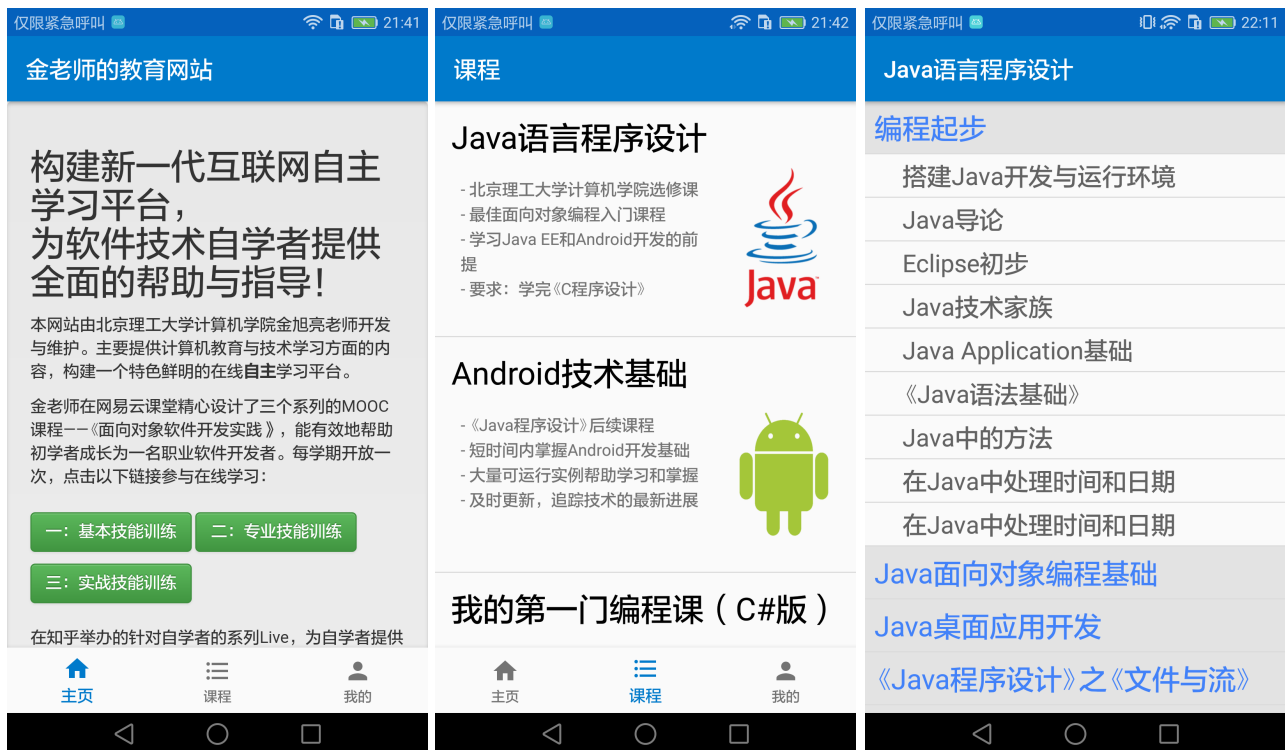 仅限紧急呼叫
21:41
金老师的教育网站
构建新一代互联网自主
学习平台，
为软件技术自学者提供
全面的帮助与指导！
本网站由北京理工大学计算机学院金旭亮老师开发
与维护。主要提供计算机教育与技术学习方面的内
容，构建一个特色鲜明的在线自主学习平台。
金老师在网易云课堂精心设计了三个系列的MOOC
课程——《面向对象软件开发实践》，能有效地帮助
初学者成长为一名职业软件开发者。每学期开放一
次，点击以下链接参与在线学习：
一：基本技能训练
二：专业技能训练
三：实战技能训练
在知乎举办的针对自学者的系列Live，为自学者提供
主页
课程
我的
仅限紧急呼叫
21:42
课程
Java语言程序设计
- 北京理工大学计算机学院选修课
- 最佳面向对象编程入门课程
- 学习Java EE和Android开发的前
提
- 要求：学完《C程序设计》
Java
Android技术基础
-《Java程序设计》后续课程
- 短时间内掌握Android开发基础
- 大量可运行实例帮助学习和掌握
- 及时更新，追踪技术的最新进展
我的第一门编程课（C#版）
主页
课程
我的
仅限紧急呼叫
22:11
Java语言程序设计
编程起步
搭建Java开发与运行环境
Java导论
Eclipse初步
Java技术家族
Java Application基础
《Java语法基础》
Java中的方法
在Java中处理时间和日期
在Java中处理时间和日期
Java面向对象编程基础
Java桌面应用开发
《Java程序设计》之《文件与流》